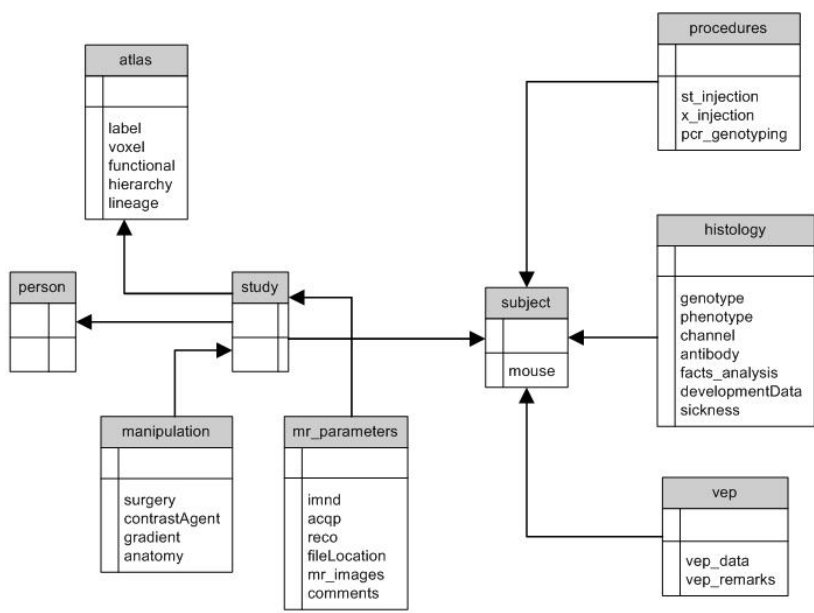 procedures
st_injection
x_injection
pcr_genotyping
atlas
label
voxel
functional
hierarchy
lineage
histology
genotype
phenotype
channel
antibody
facts_analysis
developmentData
sickness
person
study
subject
mouse
manipulation
surgery
contrastAgent
gradient
anatomy
mr_parameters
imnd
acqp
reco
fileLocation
mr_images
comments
vep
vep_data
vep_remarks